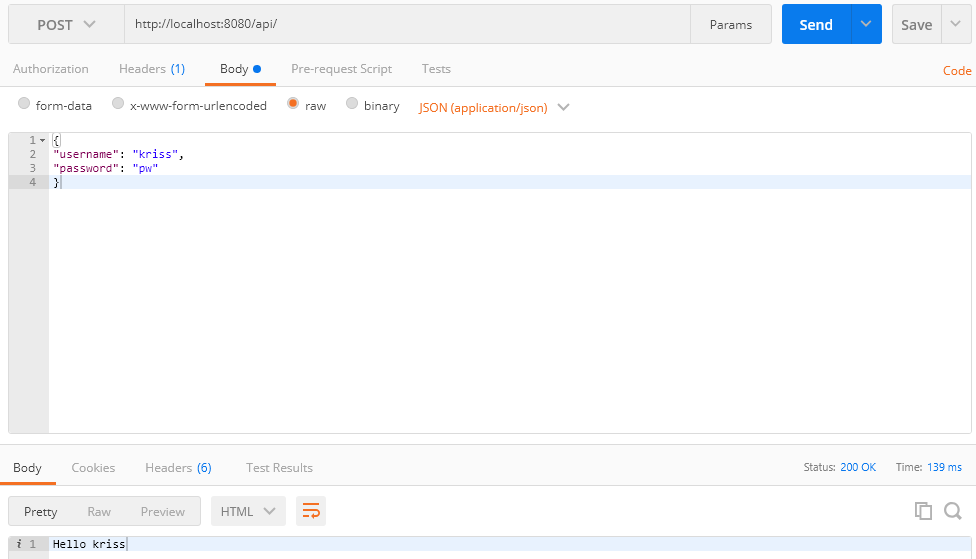 POST http://localhost:8080/api/ Params Send Save
Authorization Headers (1) Body Pre-request Script Tests Code
form-data x-www-form-urlencoded raw binary JSON (application/json)
1 {
2 "username": "kriss",
3 "password": "pw"
4 }
Body Cookies Headers (6) Test Results Status: 200 OK Time: 139 ms
Pretty Raw Preview HTML
i 1 Hello kriss